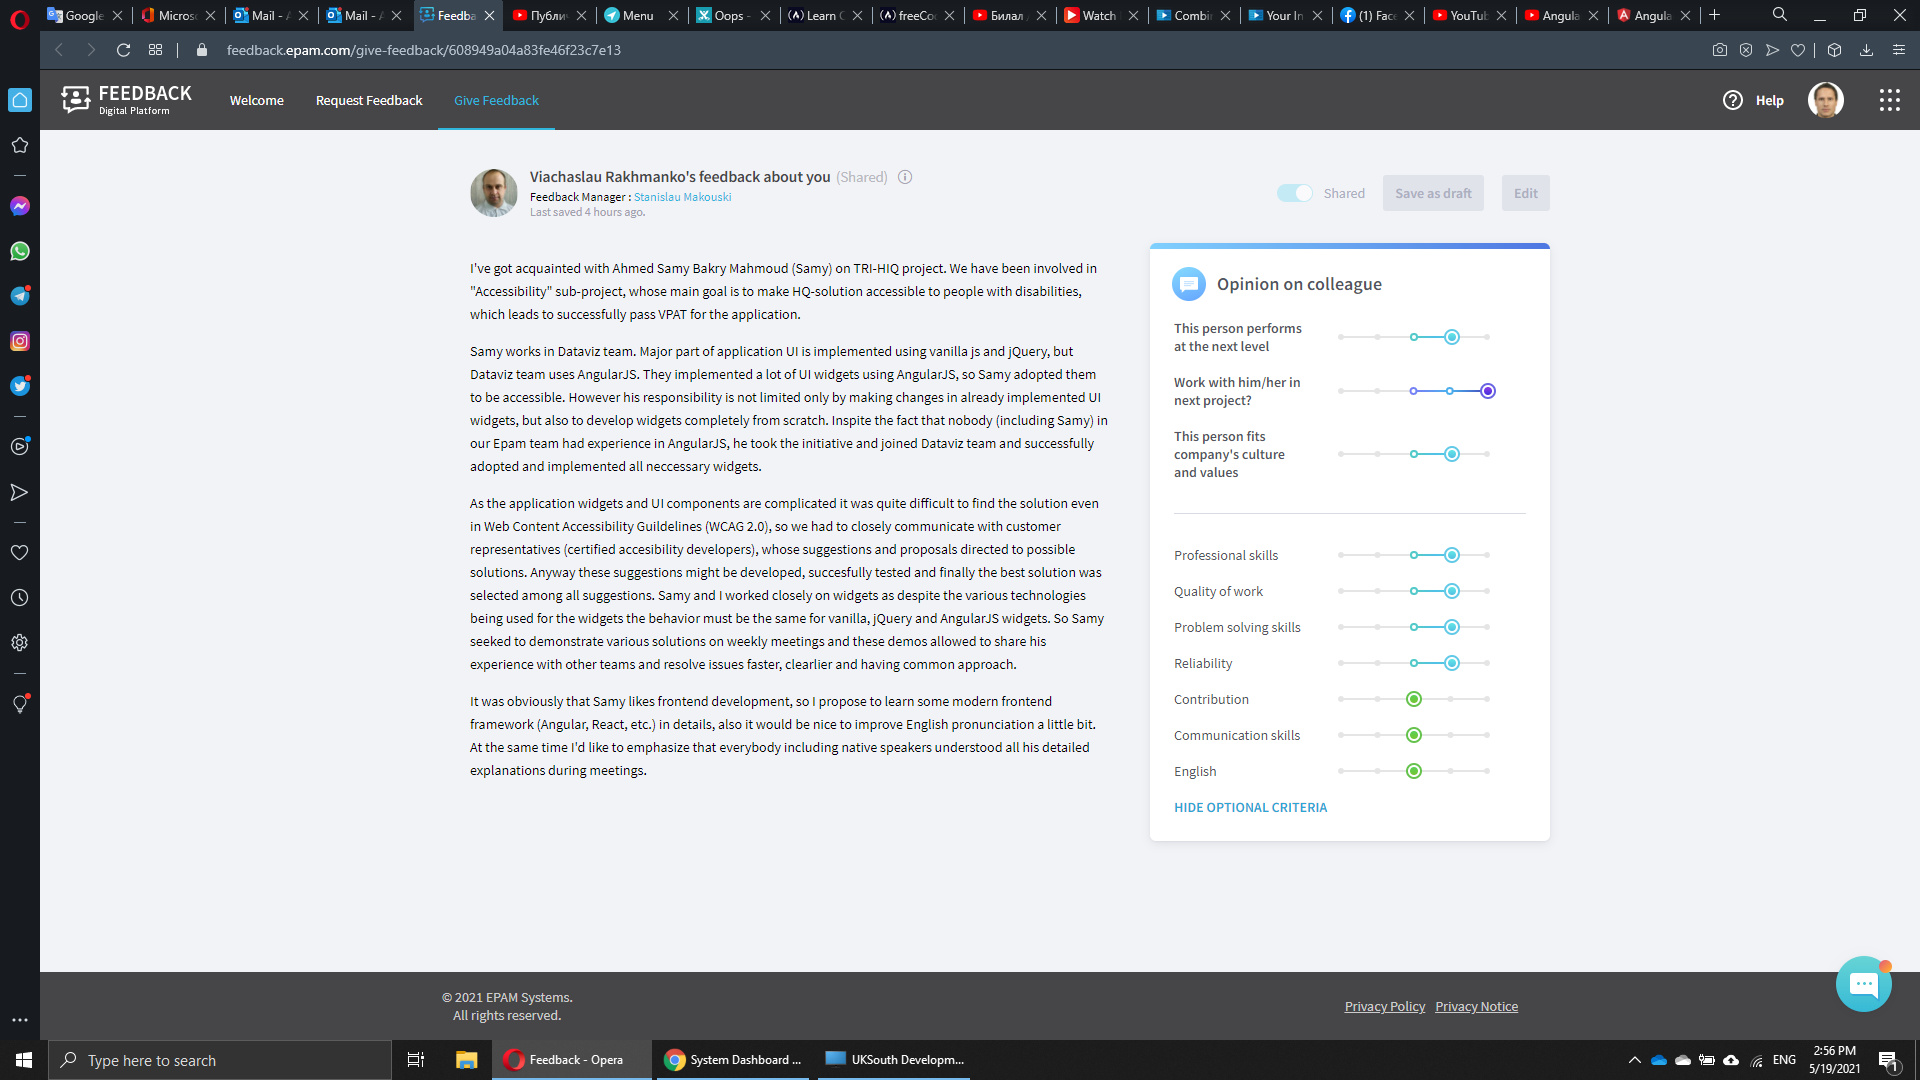 Google
Micros
Mail - A
Mail - A
Feedba
Публи
Menu
Oops -
Learn C
freeCo
Билал
Watch
Combi
Your In
(1) Fac
YouTub
Angula
Angula
feedback.epam.com/give-feedback/608949a04a83fe46f23c7e13
FEEDBACK
Digital Platform
Welcome
Request Feedback
Give Feedback
Help
Viachaslau Rakhmanko's feedback about you (Shared)
Feedback Manager : Stanislau Makouski
Last saved 4 hours ago.
Shared
Save as draft
Edit
I've got acquainted with Ahmed Samy Bakry Mahmoud (Samy) on TRI-HIQ project. We have been involved in
"Accessibility" sub-project, whose main goal is to make HQ-solution accessible to people with disabilities,
which leads to successfully pass VPAT for the application.
Samy works in Dataviz team. Major part of application UI is implemented using vanilla js and jQuery, but
Dataviz team uses AngularJS. They implemented a lot of UI widgets using AngularJS, so Samy adopted them
to be accessible. However his responsibility is not limited only by making changes in already implemented UI
widgets, but also to develop widgets completely from scratch. Inspite the fact that nobody (including Samy) in
our Epam team had experience in AngularJS, he took the initiative and joined Dataviz team and successfully
adopted and implemented all neccessary widgets.
As the application widgets and UI components are complicated it was quite difficult to find the solution even
in Web Content Accessibility Guildelines (WCAG 2.0), so we had to closely communicate with customer
representatives (certified accesibility developers), whose suggestions and proposals directed to possible
solutions. Anyway these suggestions might be developed, succesfully tested and finally the best solution was
selected among all suggestions. Samy and I worked closely on widgets as despite the various technologies
being used for the widgets the behavior must be the same for vanilla, jQuery and AngularJS widgets. So Samy
seeked to demonstrate various solutions on weekly meetings and these demos allowed to share his
experience with other teams and resolve issues faster, clearlier and having common approach.
It was obviously that Samy likes frontend development, so I propose to learn some modern frontend
framework (Angular, React, etc.) in details, also it would be nice to improve English pronunciation a little bit.
At the same time I'd like to emphasize that everybody including native speakers understood all his detailed
explanations during meetings.
Opinion on colleague
This person performs
at the next level
Work with him/her in
next project?
This person fits
company's culture
and values
Professional skills
Quality of work
Problem solving skills
Reliability
Contribution
Communication skills
English
HIDE OPTIONAL CRITERIA
© 2021 EPAM Systems.
All rights reserved.
Privacy Policy
Privacy Notice
Type here to search
Feedback - Opera
System Dashboard ...
UKSouth Developm...
ENG
2:56 PM
5/19/2021
1